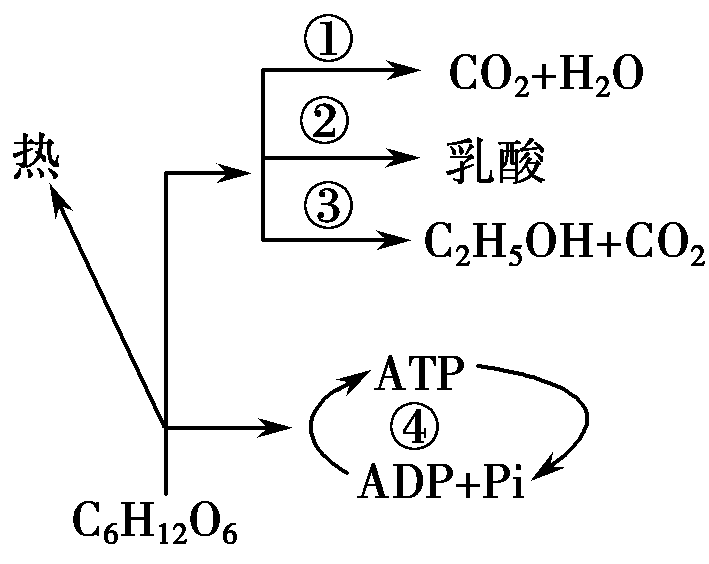 ①
CO₂+H₂O
②
热
乳酸
③
C₂H₅OH+CO₂
ATP
④
ADP+Pi
C₆H₁₂O₆